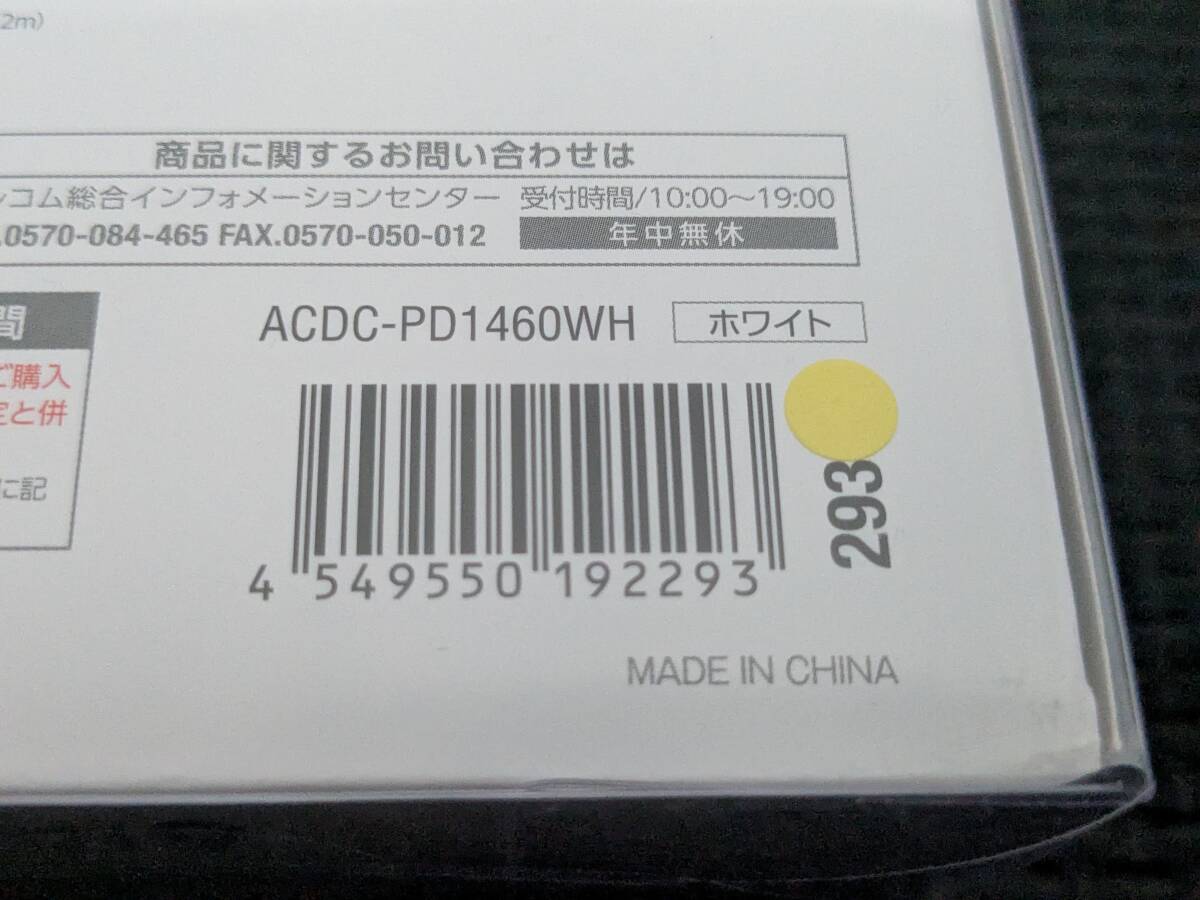 2m)
商品に関するお問い合わせは
レコム総合インフォメーションセンター 受付時間/10:00〜19:00
.0570-084-465 FAX.0570-050-012 年中無休
間
ACDC-PD1460WH ホワイト
ご購入
定と併
に記
293
4 549550 192293
MADE IN CHINA